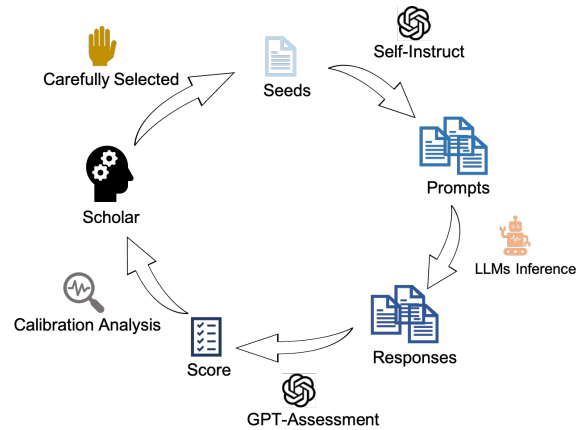 Self-Instruct
Carefully Selected
Seeds
Prompts
Scholar
LLMs Inference
Calibration Analysis
Responses
Score
GPT-Assessment